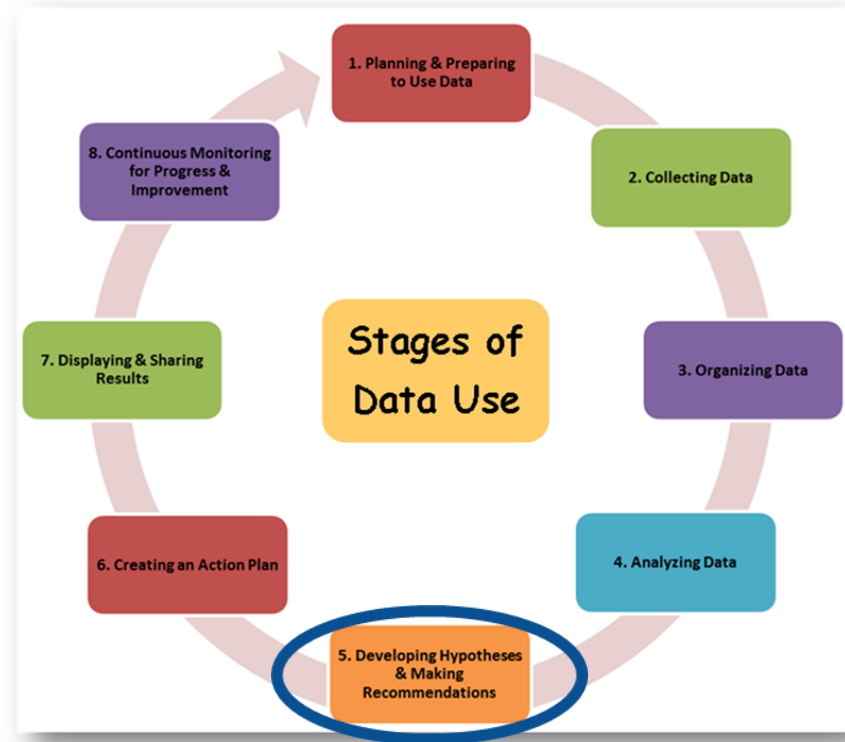 1. Planning & Preparing
to Use Data
2. Collecting Data
3. Organizing Data
4. Analyzing Data
5. Developing Hypotheses
& Making
Recommendations
6. Creating an Action Plan
7. Displaying & Sharing
Results
8. Continuous Monitoring
for Progress &
Improvement
Stages of
Data Use